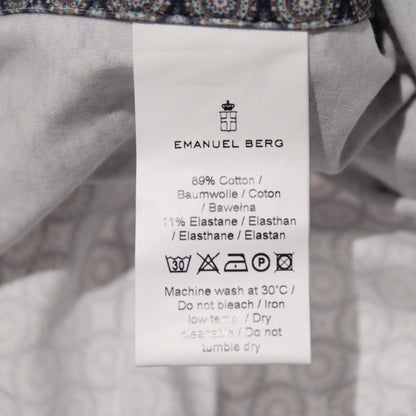 EMANUEL BERG
89% Cotton /
Baumwolle / Coton
/ Bawełna
11% Elastane / Elasthan
/ Elasthane / Elastan
30 P
Machine wash at 30°C /
Do not bleach / Iron
low temp / Dry
cleanable / Do not
tumble dry